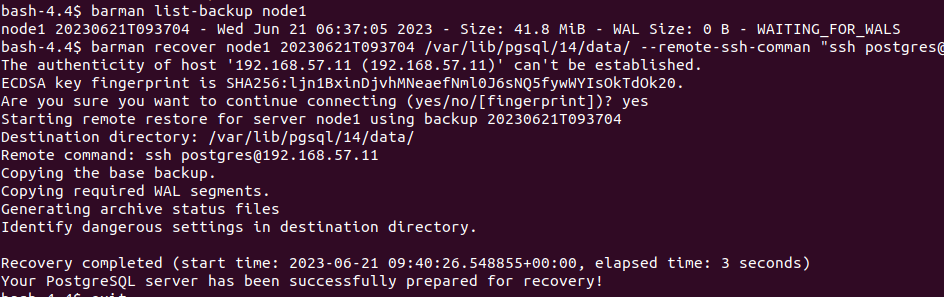 bash-4.4$ barman list-backup node1
node1 20230621T093704 - Wed Jun 21 06:37:05 2023 - Size: 41.8 MiB - WAL Size: 0 B - WAITING_FOR_WALS
bash-4.4$ barman recover node1 20230621T093704 /var/lib/pgsql/14/data/ --remote-ssh-comman "ssh postgres@
The authenticity of host '192.168.57.11 (192.168.57.11)' can't be established.
ECDSA key fingerprint is SHA256:ljn1BxinDjvhMNeaefNml0J6sNQ5fywWYIsOkTdOk20.
Are you sure you want to continue connecting (yes/no/[fingerprint])? yes
Starting remote restore for server node1 using backup 20230621T093704
Destination directory: /var/lib/pgsql/14/data/
Remote command: ssh postgres@192.168.57.11
Copying the base backup.
Copying required WAL segments.
Generating archive status files
Identify dangerous settings in destination directory.

Recovery completed (start time: 2023-06-21 09:40:26.548855+00:00, elapsed time: 3 seconds)
Your PostgreSQL server has been successfully prepared for recovery!
bash-4.4$ exit